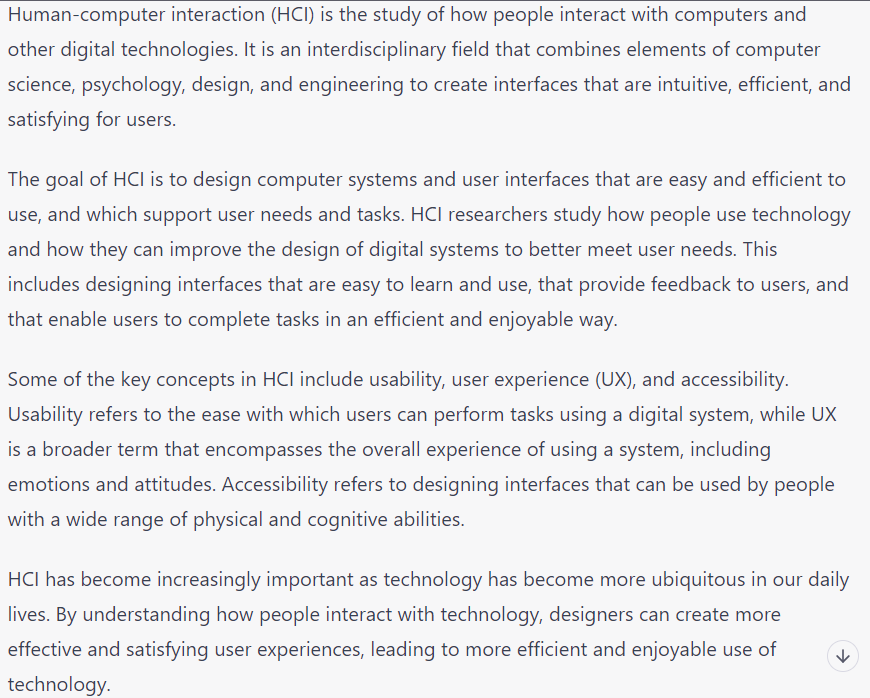 Human-computer interaction (HCI) is the study of how people interact with computers and
other digital technologies. It is an interdisciplinary field that combines elements of computer
science, psychology, design, and engineering to create interfaces that are intuitive, efficient, and
satisfying for users.
The goal of HCI is to design computer systems and user interfaces that are easy and efficient to
use, and which support user needs and tasks. HCI researchers study how people use technology
and how they can improve the design of digital systems to better meet user needs. This
includes designing interfaces that are easy to learn and use, that provide feedback to users, and
that enable users to complete tasks in an efficient and enjoyable way.
Some of the key concepts in HCI include usability, user experience (UX), and accessibility.
Usability refers to the ease with which users can perform tasks using a digital system, while UX
is a broader term that encompasses the overall experience of using a system, including
emotions and attitudes. Accessibility refers to designing interfaces that can be used by people
with a wide range of physical and cognitive abilities.
HCI has become increasingly important as technology has become more ubiquitous in our daily
lives. By understanding how people interact with technology, designers can create more
effective and satisfying user experiences, leading to more efficient and enjoyable use of
technology.